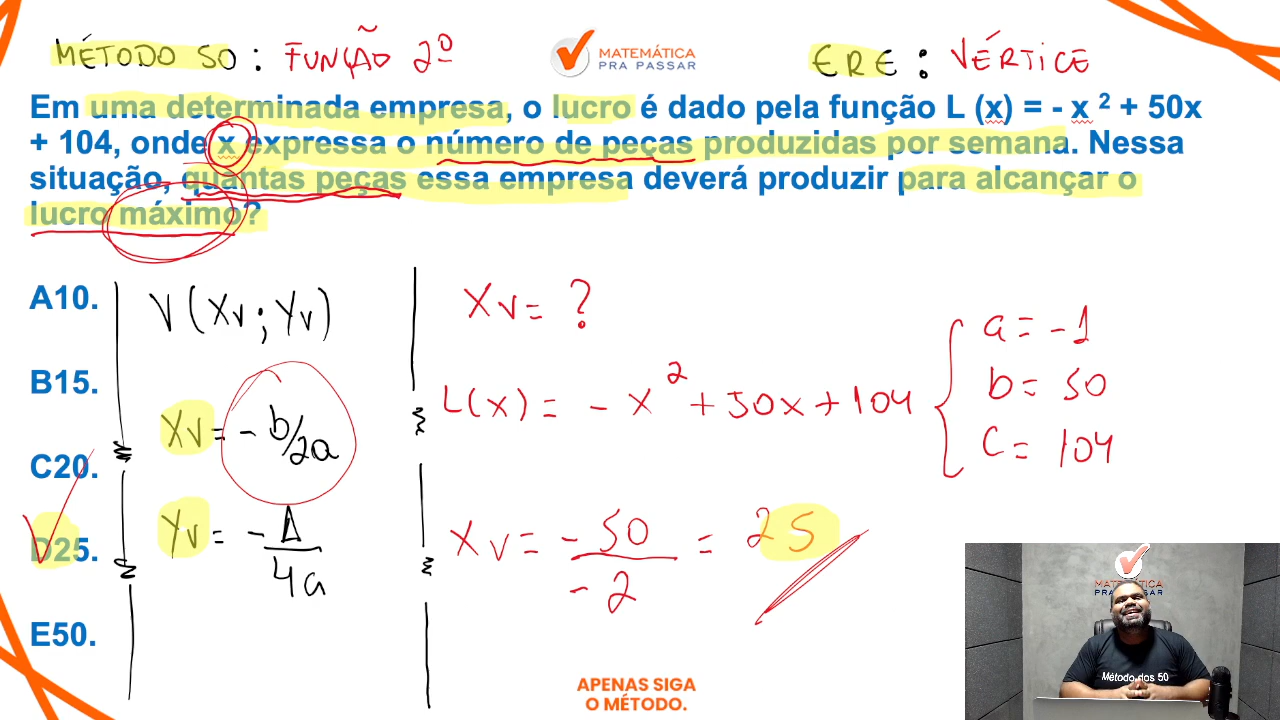 MÉTODO 50: FUNÇÃO 2º
MATEMÁTICA
PRA PASSAR
ERE: VÉRTICE
Em uma determinada empresa, o lucro é dado pela função L (x) = - x ² + 50x
+ 104, onde x expressa o número de peças produzidas por semana. Nessa
situação, quantas peças essa empresa deverá produzir para alcançar o
lucro máximo?
A10.
B15.
C20.
D25.
E50.
V(Xv; Yv)
Xv = - b/2a
Yv = - Δ/4a
Xv = ?
L(x) = - x² + 50x + 104
a = -1
b = 50
c = 104
Xv = -50/-2 = 25
APENAS SIGA
O MÉTODO.
MATEMÁTICA
PRA PASSAR
Método dos 50